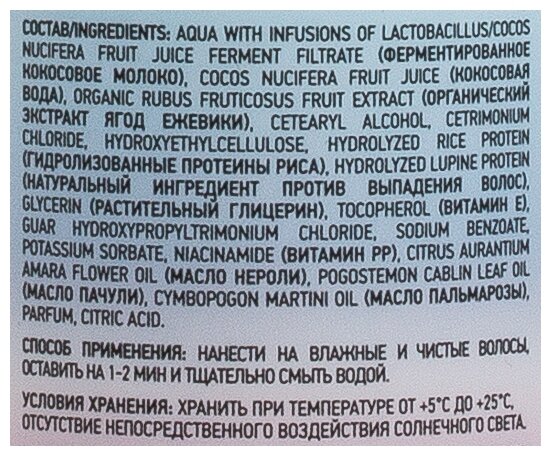 СОСТАВ/INGREDIENTS: AQUA WITH INFUSIONS OF LACTOBACILLUS/COCOS
NUCIFERA FRUIT JUICE FERMENT FILTRATE (ФЕРМЕНТИРОВАННОЕ
КОКОСОВОЕ МОЛОКО), COCOS NUCIFERA FRUIT JUICE (КОКОСОВАЯ
ВОДА), ORGANIC RUBUS FRUTICOSUS FRUIT EXTRACT (ОРГАНИЧЕСКИЙ
ЭКСТРАКТ ЯГОД ЕЖЕВИКИ), CETEARYL ALCOHOL, CETRIMONIUM
CHLORIDE, HYDROXYETHYLCELLULOSE, HYDROLYZED RICE PROTEIN
(ГИДРОЛИЗОВАННЫЕ ПРОТЕИНЫ РИСА), HYDROLYZED LUPINE PROTEIN
(НАТУРАЛЬНЫЙ ИНГРЕДИЕНТ ПРОТИВ ВЫПАДЕНИЯ ВОЛОС),
GLYCERIN (РАСТИТЕЛЬНЫЙ ГЛИЦЕРИН), TOCOPHEROL (ВИТАМИН Е),
GUAR HYDROXYPROPYLTRIMONIUM CHLORIDE, SODIUM BENZOATE,
POTASSIUM SORBATE, NIACINAMIDE (ВИТАМИН РР), CITRUS AURANTIUM
AMARA FLOWER OIL (МАСЛО НЕРОЛИ), POGOSTEMON CABLIN LEAF OIL
(МАСЛО ПАЧУЛИ), CYMBOPOGON MARTINI OIL (МАСЛО ПАЛЬМАРОЗЫ),
PARFUM, CITRIC ACID.
СПОСОБ ПРИМЕНЕНИЯ: НАНЕСТИ НА ВЛАЖНЫЕ И ЧИСТЫЕ ВОЛОСЫ,
ОСТАВИТЬ НА 1-2 МИН И ТЩАТЕЛЬНО СМЫТЬ ВОДОЙ.
УСЛОВИЯ ХРАНЕНИЯ: ХРАНИТЬ ПРИ ТЕМПЕРАТУРЕ ОТ +5°С ДО +25°С,
ОТСУТСТВИЕ НЕПОСРЕДСТВЕННОГО ВОЗДЕЙСТВИЯ СОЛНЕЧНОГО СВЕТА.